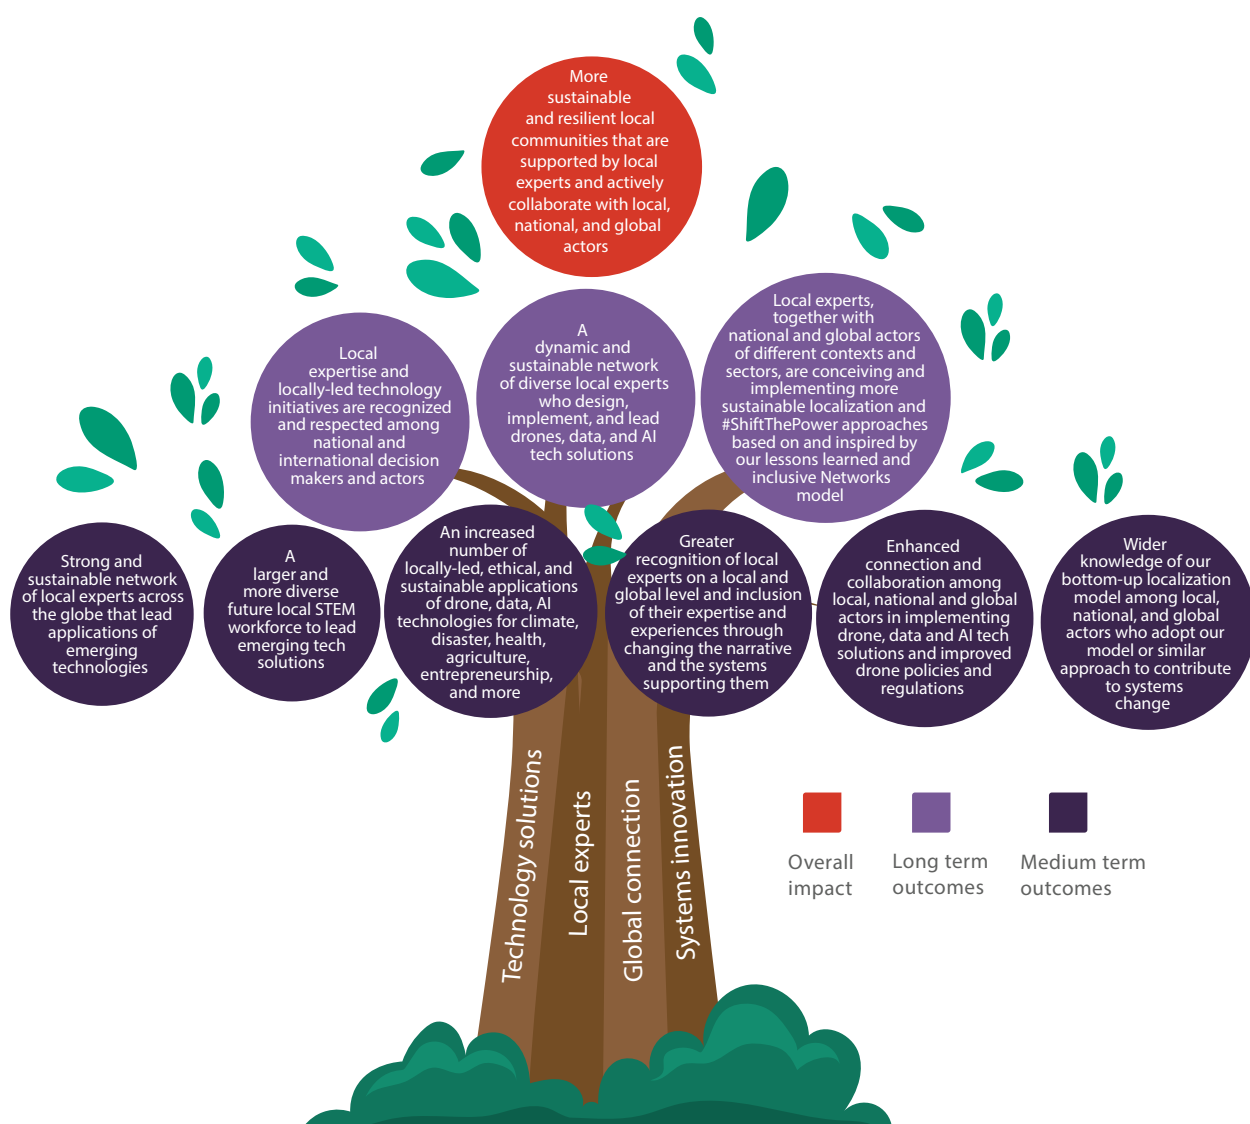 More
sustainable
and resilient local
communities that are
supported by local
experts and actively
collaborate with local,
national, and global
actors
Local
expertise and
locally-led technology
initiatives are recognized
and respected among
national and
international decision
makers and actors
A
dynamic and
sustainable network
of diverse local experts
who design,
implement, and lead
drones, data, and AI
tech solutions
Local experts,
together with
national and global actors
of different contexts and
sectors, are conceiving and
implementing more
sustainable localization and
#ShiftThePower approaches
based on and inspired by
our lessons learned and
inclusive Networks
model
Strong and
sustainable network
of local experts across
the globe that lead
applications of
emerging
technologies
A
larger and
more diverse
future local STEM
workforce to lead
emerging tech
solutions
An increased
number of
locally-led, ethical, and
sustainable applications
of drone, data, AI
technologies for climate,
disaster, health,
agriculture,
entrepreneurship,
and more
Greater
recognition of local
experts on a local and
global level and inclusion
of their expertise and
experiences through
changing the narrative
and the systems
supporting them
Enhanced
connection and
collaboration among
local, national and global
actors in implementing
drone, data and AI tech
solutions and improved
drone policies and
regulations
Wider
knowledge of our
bottom-up localization
model among local,
national, and global
actors who adopt our
model or similar
approach to contribute
to systems
change
Technology solutions
Local experts
Global connection
Systems innovation
Overall
impact
Long term
outcomes
Medium term
outcomes